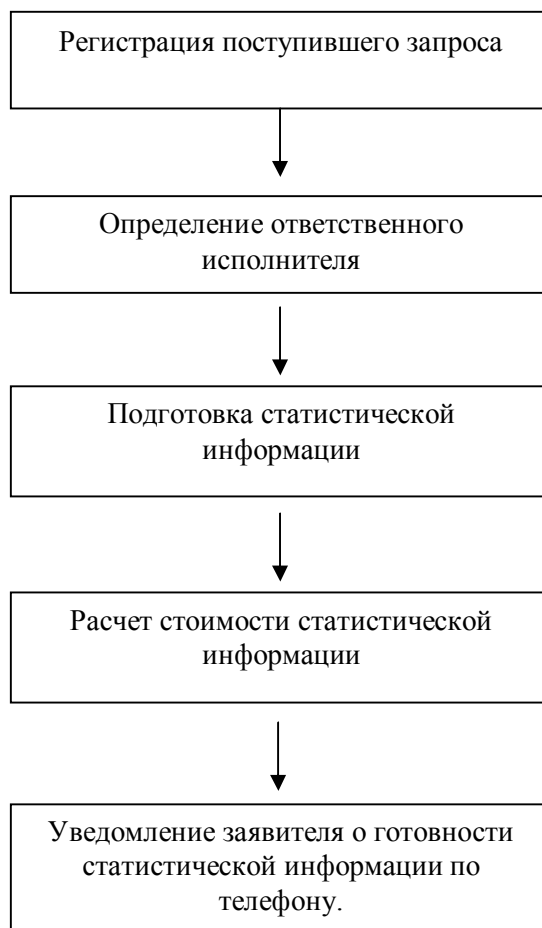 Регистрация поступившего запроса
Определение ответственного
исполнителя
Подготовка статистической
информации
Расчет стоимости статистической
информации
Уведомление заявителя о готовности
статистической информации по
телефону.